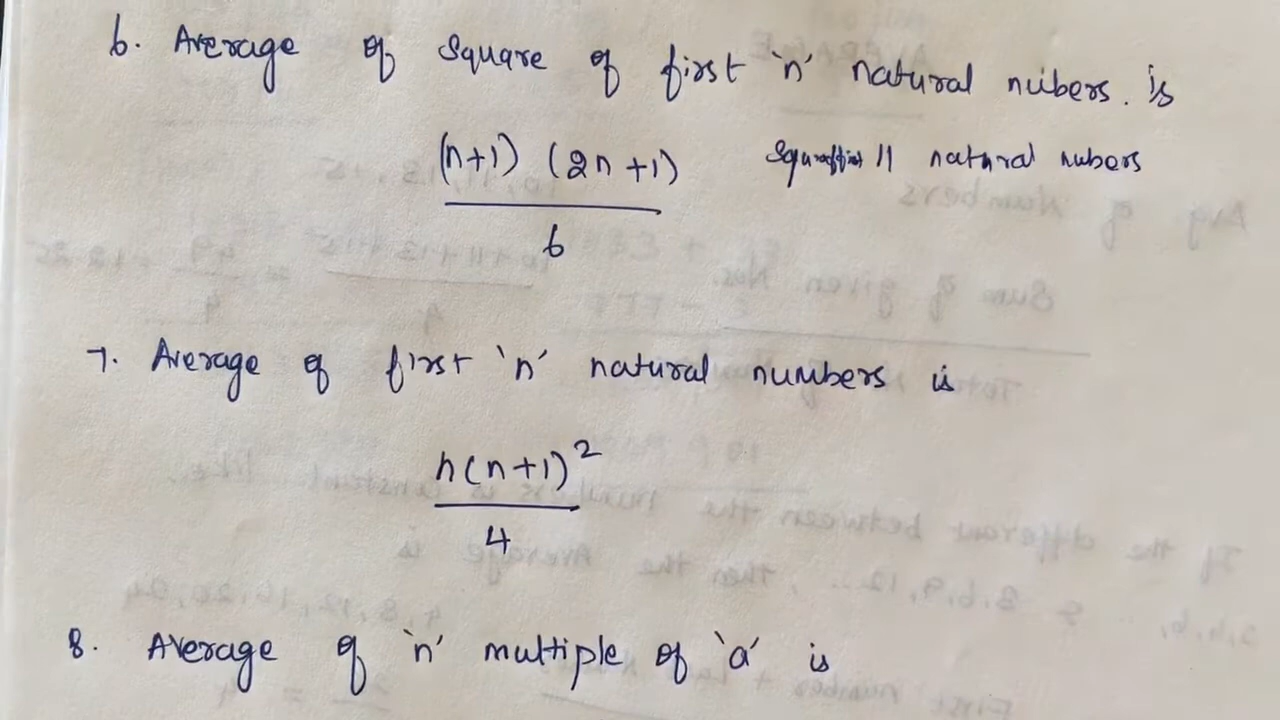 6. Average of Square of first 'n' natural nubers. is
(n+1) (2n+1)
6
11 natural nubers
7. Average of first 'n' natural numbers is
n(n+1)²
4
8. Average of 'n' multiple of 'a' is